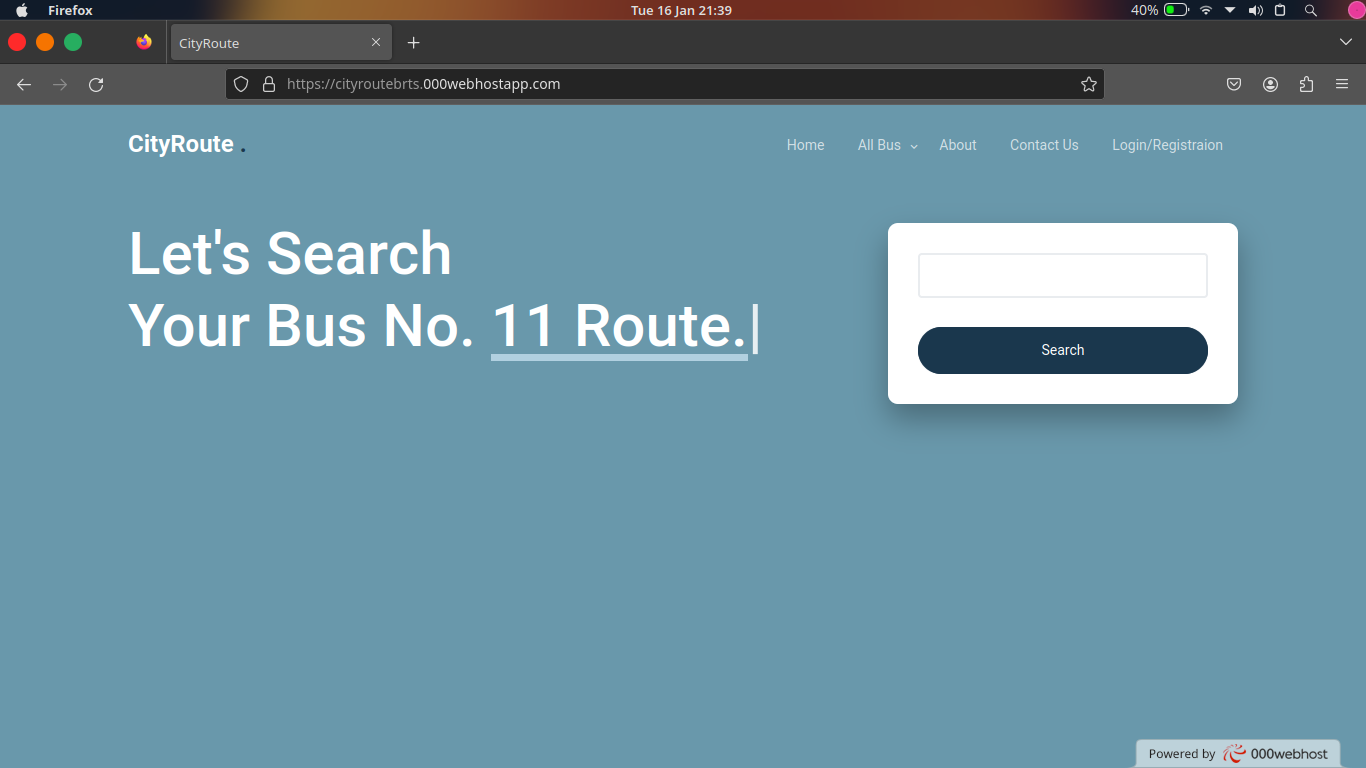 Firefox
Tue 16 Jan 21:39
40%
CityRoute
https://cityroutebrts.000webhostapp.com
CityRoute .
Home
All Bus
About
Contact Us
Login/Registraion
Let's Search
Your Bus No. 11 Route.|
Search
Powered by 000webhost